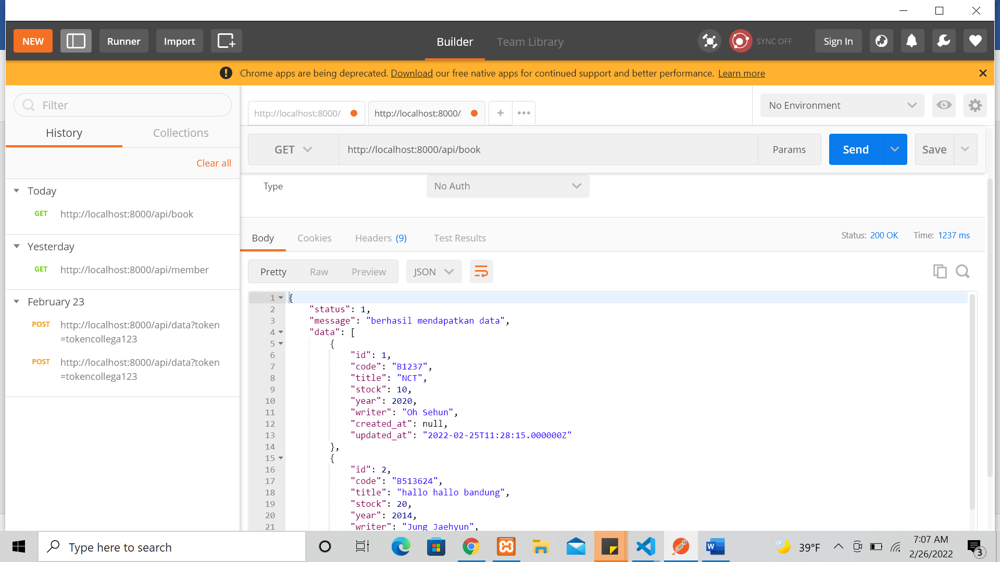 NEW
Runner
Import
Builder
Team Library
SYNC OFF
Sign In
Chrome apps are being deprecated. Download our free native apps for continued support and better performance. Learn more
Filter
History
Collections
Clear all
Today
GET http://localhost:8000/api/book
Yesterday
GET http://localhost:8000/api/member
February 23
POST http://localhost:8000/api/data?token
=tokencollega123
POST http://localhost:8000/api/data?token
=tokencollega123
http://localhost:8000/
http://localhost:8000/
No Environment
GET
http://localhost:8000/api/book
Params
Send
Save
Type
No Auth
Body
Cookies
Headers (9)
Test Results
Status: 200 OK
Time: 1237 ms
Pretty
Raw
Preview
JSON
1 {
2 "status": 1,
3 "message": "berhasil mendapatkan data",
4 "data": [
5 {
6 "id": 1,
7 "code": "B1237",
8 "title": "NCT",
9 "stock": 10,
10 "year": 2020,
11 "writer": "Oh Sehun",
12 "created_at": null,
13 "updated_at": "2022-02-25T11:28:15.000000Z"
14 },
15 {
16 "id": 2,
17 "code": "B513624",
18 "title": "hallo hallo bandung",
19 "stock": 20,
20 "year": 2014,
21 "writer": "Jung Jaehyun",
Type here to search
39°F
7:07 AM
2/26/2022
3